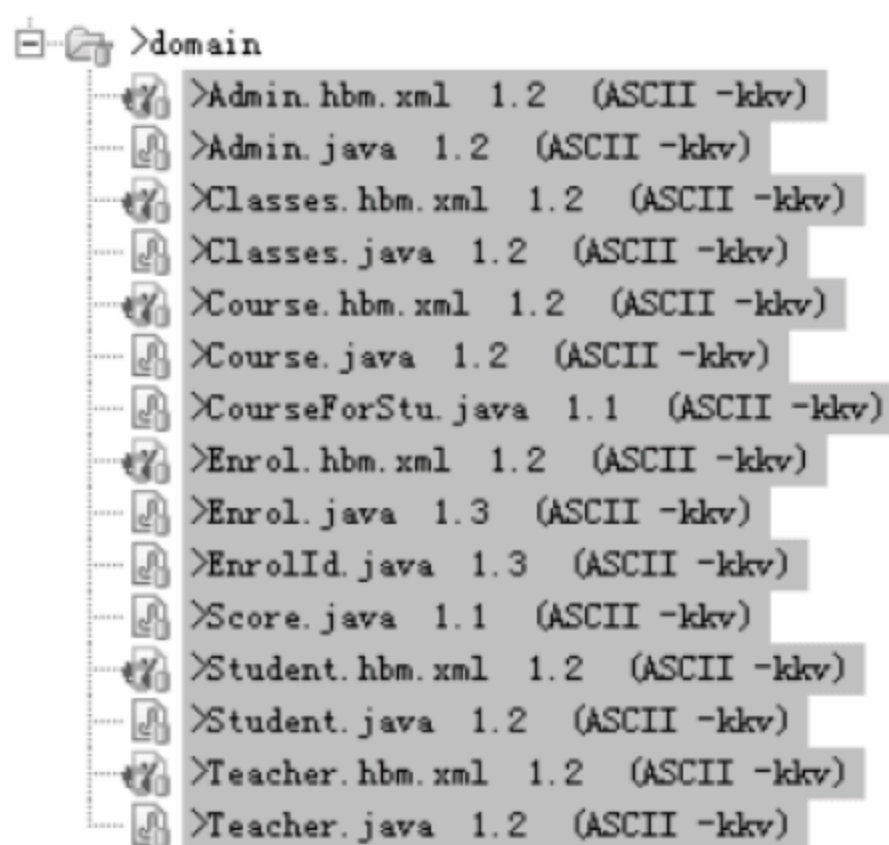 >domain
>Admin.hbm.xml 1.2 (ASCII -kkv)
>Admin.java 1.2 (ASCII -kkv)
>Classes.hbm.xml 1.2 (ASCII -kkv)
>Classes.java 1.2 (ASCII -kkv)
>Course.hbm.xml 1.2 (ASCII -kkv)
>Course.java 1.2 (ASCII -kkv)
>CourseForStu.java 1.1 (ASCII -kkv)
>Enrol.hbm.xml 1.2 (ASCII -kkv)
>Enrol.java 1.3 (ASCII -kkv)
>EnrolId.java 1.3 (ASCII -kkv)
>Score.java 1.1 (ASCII -kkv)
>Student.hbm.xml 1.2 (ASCII -kkv)
>Student.java 1.2 (ASCII -kkv)
>Teacher.hbm.xml 1.2 (ASCII -kkv)
>Teacher.java 1.2 (ASCII -kkv)